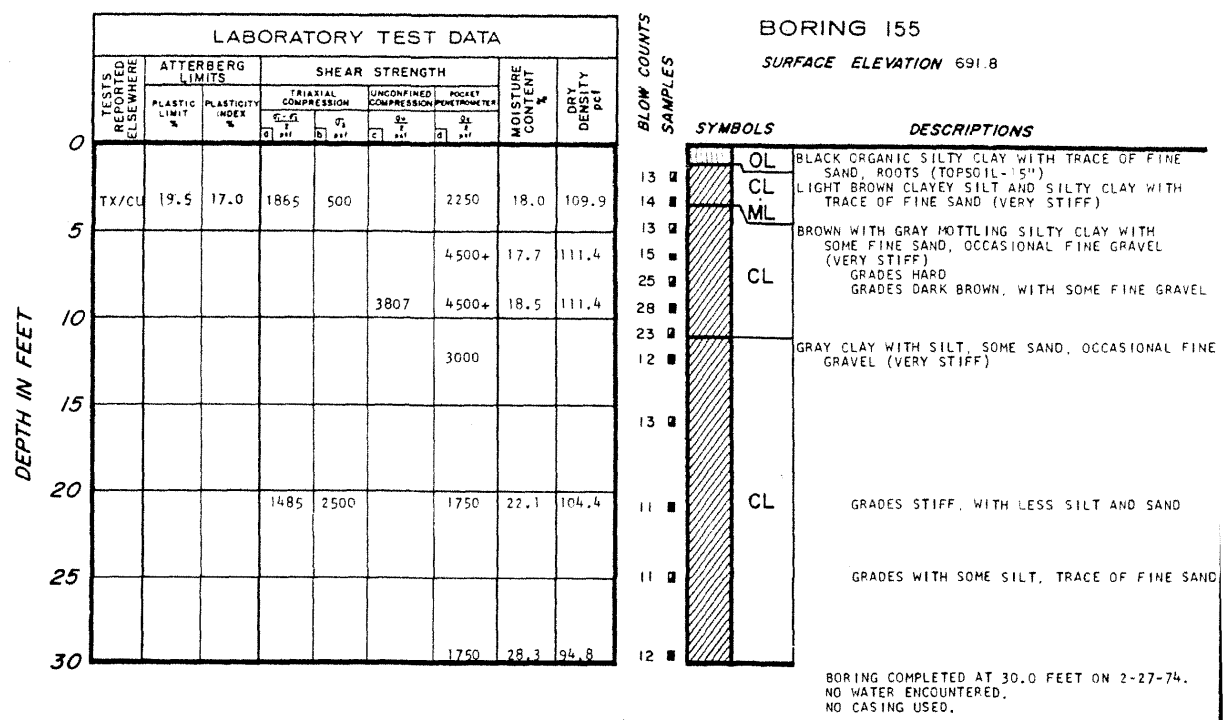 BORING 155
SURFACE ELEVATION 691.8
LABORATORY TEST DATA
TESTS REPORTED ELSEWHERE
ATTERBERG LIMITS
PLASTIC LIMIT %
PLASTICITY INDEX %
SHEAR STRENGTH
TRIAXIAL COMPRESSION
a psf
b psf
UNCONFINED COMPRESSION
c psf
POCKET PENETROMETER
d psf
MOISTURE CONTENT %
DRY DENSITY pcf
BLOW COUNTS
SAMPLES
SYMBOLS
DESCRIPTIONS
DEPTH IN FEET
0
OL BLACK ORGANIC SILTY CLAY WITH TRACE OF FINE
SAND, ROOTS (TOPSOIL-15")
13
CL LIGHT BROWN CLAYEY SILT AND SILTY CLAY WITH
TX/CU 19.5 17.0 1865 500 2250 18.0 109.9 14
TRACE OF FINE SAND (VERY STIFF)
ML
5
13
BROWN WITH GRAY MOTTLING SILTY CLAY WITH
SOME FINE SAND, OCCASIONAL FINE GRAVEL
4500+ 17.7 111.4 15
(VERY STIFF)
25 CL
GRADES HARD
GRADES DARK BROWN, WITH SOME FINE GRAVEL
3807 4500+ 18.5 111.4 28
10
23
GRAY CLAY WITH SILT, SOME SAND, OCCASIONAL FINE
3000 12
GRAVEL (VERY STIFF)
15
13
20
1485 2500 1750 22.1 104.4 11 CL GRADES STIFF, WITH LESS SILT AND SAND
25 11 GRADES WITH SOME SILT, TRACE OF FINE SAND
30 1750 28.3 94.8 12
BORING COMPLETED AT 30.0 FEET ON 2-27-74.
NO WATER ENCOUNTERED.
NO CASING USED.